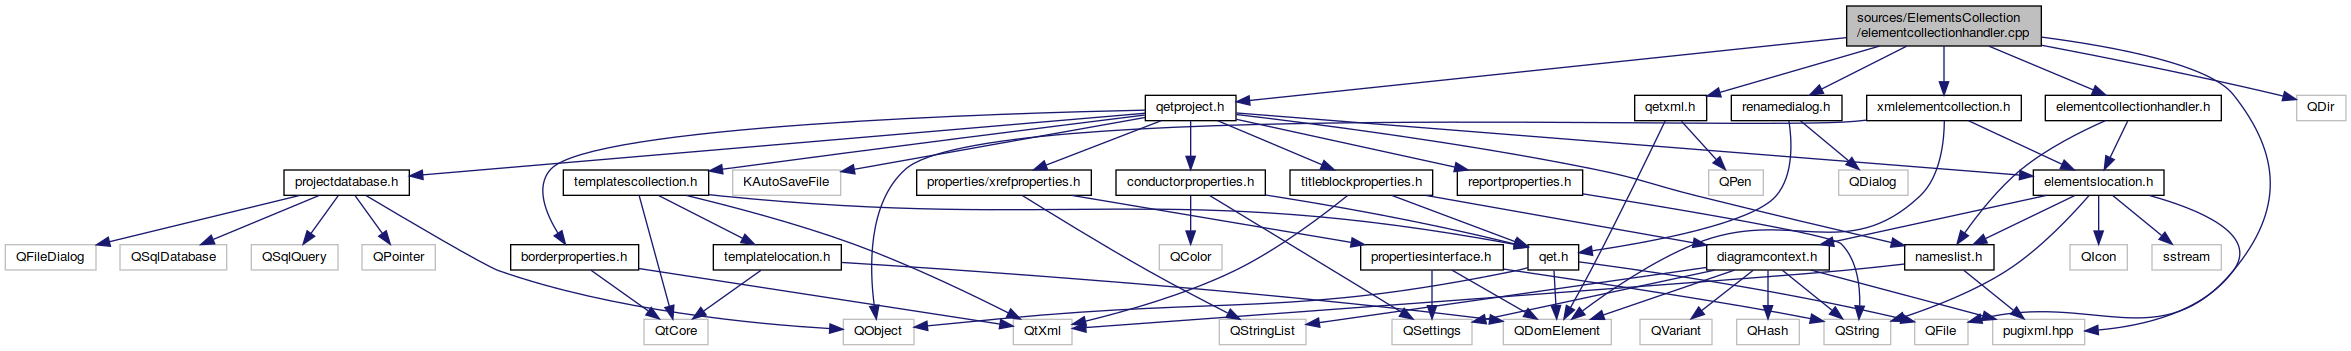 sources/ElementsCollection
/elementcollectionhandler.cpp
qetproject.h
qetxml.h
renamedialog.h
xmlelementcollection.h
elementcollectionhandler.h
QDir
projectdatabase.h
templatescollection.h
KAutoSaveFile
properties/xrefproperties.h
conductorproperties.h
titleblockproperties.h
reportproperties.h
QPen
QDialog
elementslocation.h
QFileDialog
QSqlDatabase
QSqlQuery
QPointer
borderproperties.h
templatelocation.h
QColor
propertiesinterface.h
qet.h
diagramcontext.h
nameslist.h
QIcon
sstream
QtCore
QObject
QtXml
QStringList
QSettings
QDomElement
QVariant
QHash
QString
QFile
pugixml.hpp